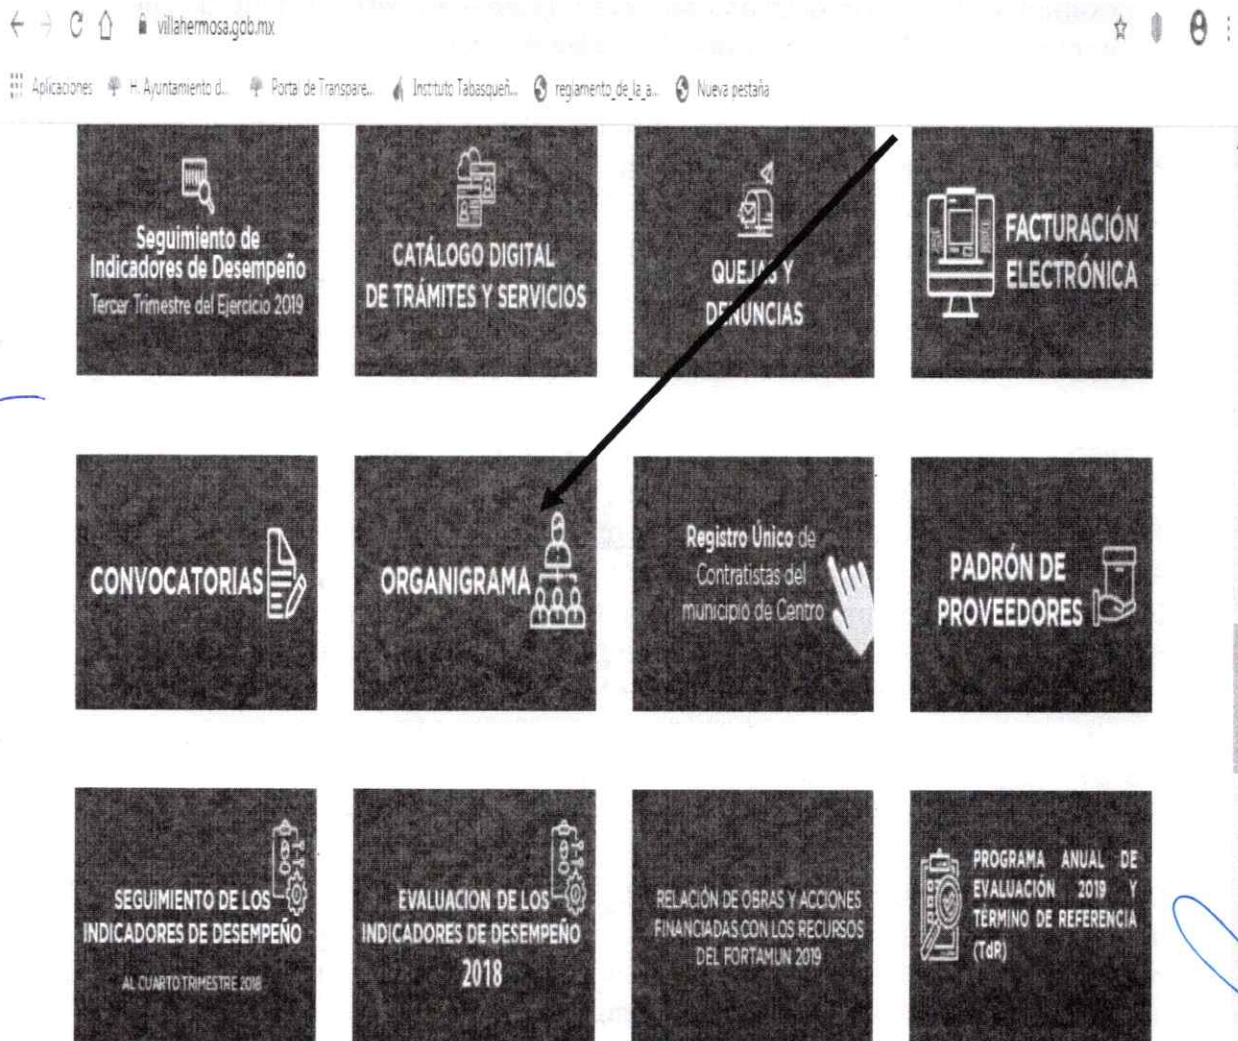 villahermosa.gob.mx
Aplicaciones H. Ayuntamiento d... Portal de Transpare... Instituto Tabasqueñ... reglamento_de_la_a... Nueva pestaña
Seguimiento de
Indicadores de Desempeño
Tercer Trimestre del Ejercicio 2019
CATÁLOGO DIGITAL
DE TRÁMITES Y SERVICIOS
QUEJAS Y
DENUNCIAS
FACTURACIÓN
ELECTRÓNICA
CONVOCATORIAS
ORGANIGRAMA
Registro Único de
Contratistas del
municipio de Centro
PADRÓN DE
PROVEEDORES
SEGUIMIENTO DE LOS
INDICADORES DE DESEMPEÑO
AL CUARTO TRIMESTRE 2018
EVALUACION DE LOS
INDICADORES DE DESEMPEÑO
2018
RELACIÓN DE OBRAS Y ACCIONES
FINANCIADAS CON LOS RECURSOS
DEL FORTAMUN 2019
PROGRAMA ANUAL DE
EVALUACIÓN 2019 Y
TÉRMINO DE REFERENCIA
(TdR)